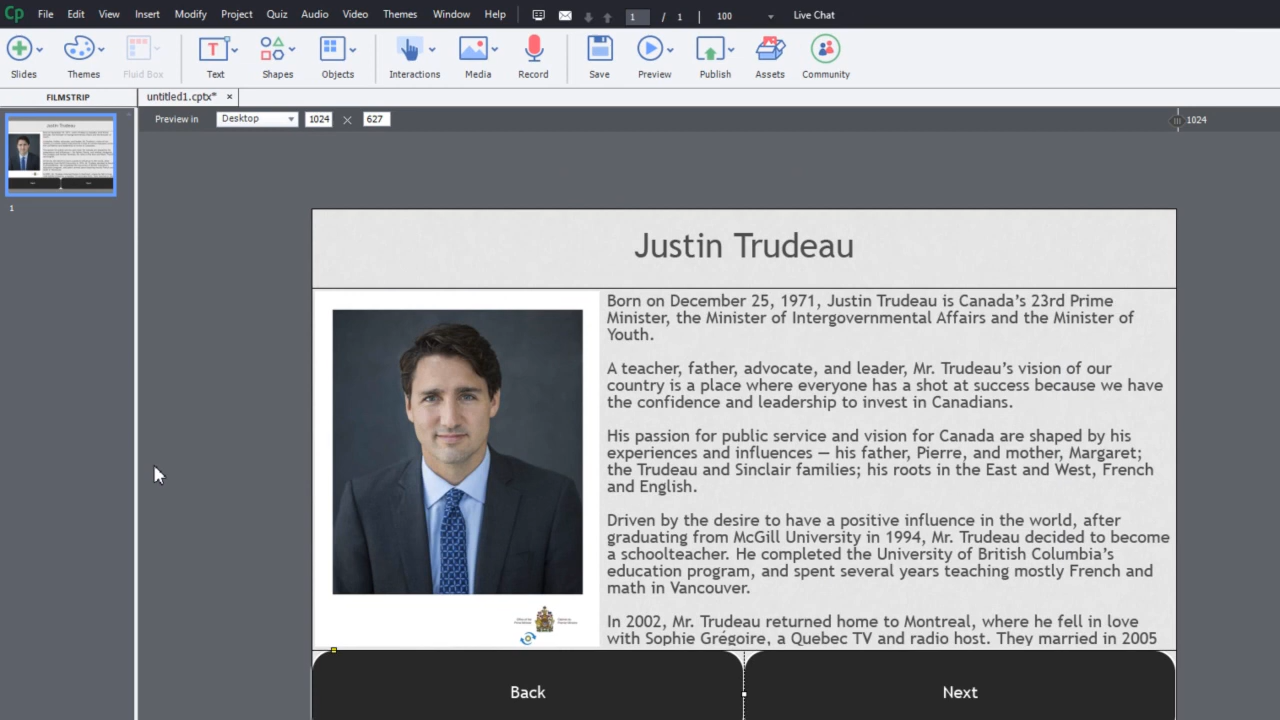 Cp File Edit View Insert Modify Project Quiz Audio Video Themes Window Help 1 / 1 100 Live Chat
Slides Themes Fluid Box Text Shapes Objects Interactions Media Record Save Preview Publish Assets Community
FILMSTRIP untitled1.cptx* ×
Preview in Desktop 1024 × 627 1024
1
Justin Trudeau
Born on December 25, 1971, Justin Trudeau is Canada’s 23rd Prime
Minister, the Minister of Intergovernmental Affairs and the Minister of
Youth.
A teacher, father, advocate, and leader, Mr. Trudeau’s vision of our
country is a place where everyone has a shot at success because we have
the confidence and leadership to invest in Canadians.
His passion for public service and vision for Canada are shaped by his
experiences and influences — his father, Pierre, and mother, Margaret;
the Trudeau and Sinclair families; his roots in the East and West, French
and English.
Driven by the desire to have a positive influence in the world, after
graduating from McGill University in 1994, Mr. Trudeau decided to become
a schoolteacher. He completed the University of British Columbia’s
education program, and spent several years teaching mostly French and
math in Vancouver.
In 2002, Mr. Trudeau returned home to Montreal, where he fell in love
with Sophie Grégoire, a Quebec TV and radio host. They married in 2005
Back Next